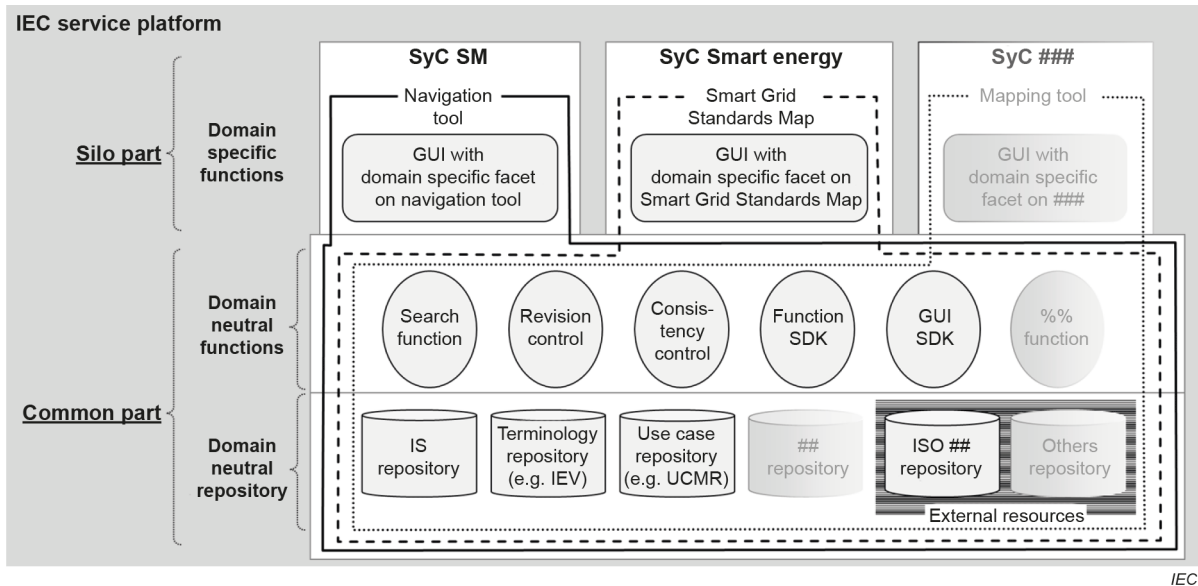 IEC service platform
SyC SM
SyC Smart energy
SyC ###
Navigation
tool
Smart Grid
Standards Map
Mapping tool
Silo part
Domain
specific
functions
GUI with
domain specific facet
on navigation tool
GUI with
domain specific facet on
Smart Grid Standards Map
GUI with
domain specific
facet on ###
Common part
Domain
neutral
functions
Search
function
Revision
control
Consis-
tency
control
Function
SDK
GUI
SDK
%%
function
Domain
neutral
repository
IS
repository
Terminology
repository
(e.g. IEV)
Use case
repository
(e.g. UCMR)
##
repository
ISO ##
repository
Others
repository
External resources
IEC